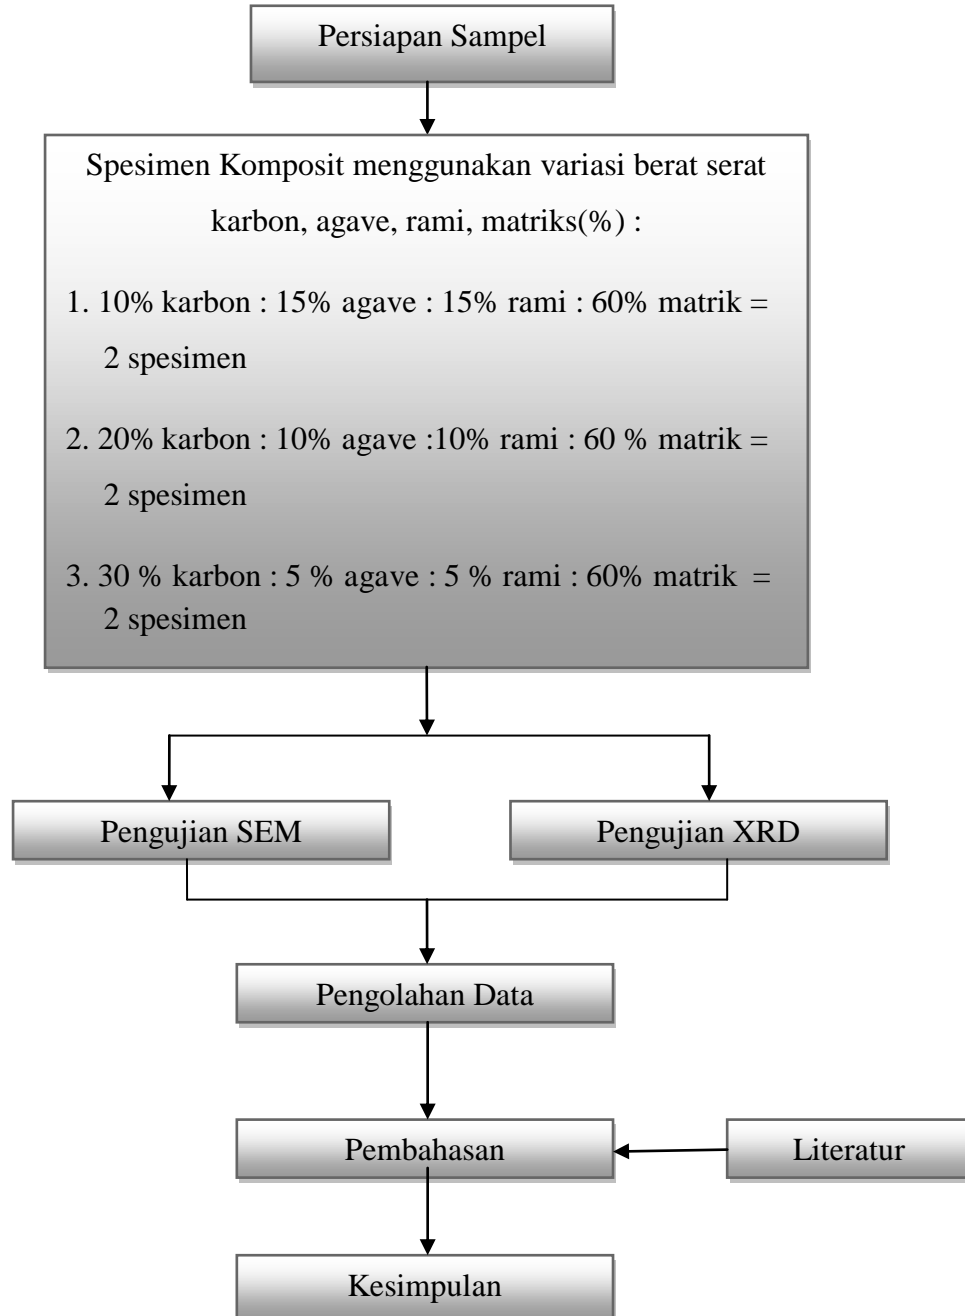 Persiapan Sampel
Spesimen Komposit menggunakan variasi berat serat
karbon, agave, rami, matriks(%) :
1. 10% karbon : 15% agave : 15% rami : 60% matrik =
2 spesimen
2. 20% karbon : 10% agave :10% rami : 60 % matrik =
2 spesimen
3. 30 % karbon : 5 % agave : 5 % rami : 60% matrik =
2 spesimen
Pengujian SEM
Pengujian XRD
Pengolahan Data
Pembahasan
Literatur
Kesimpulan